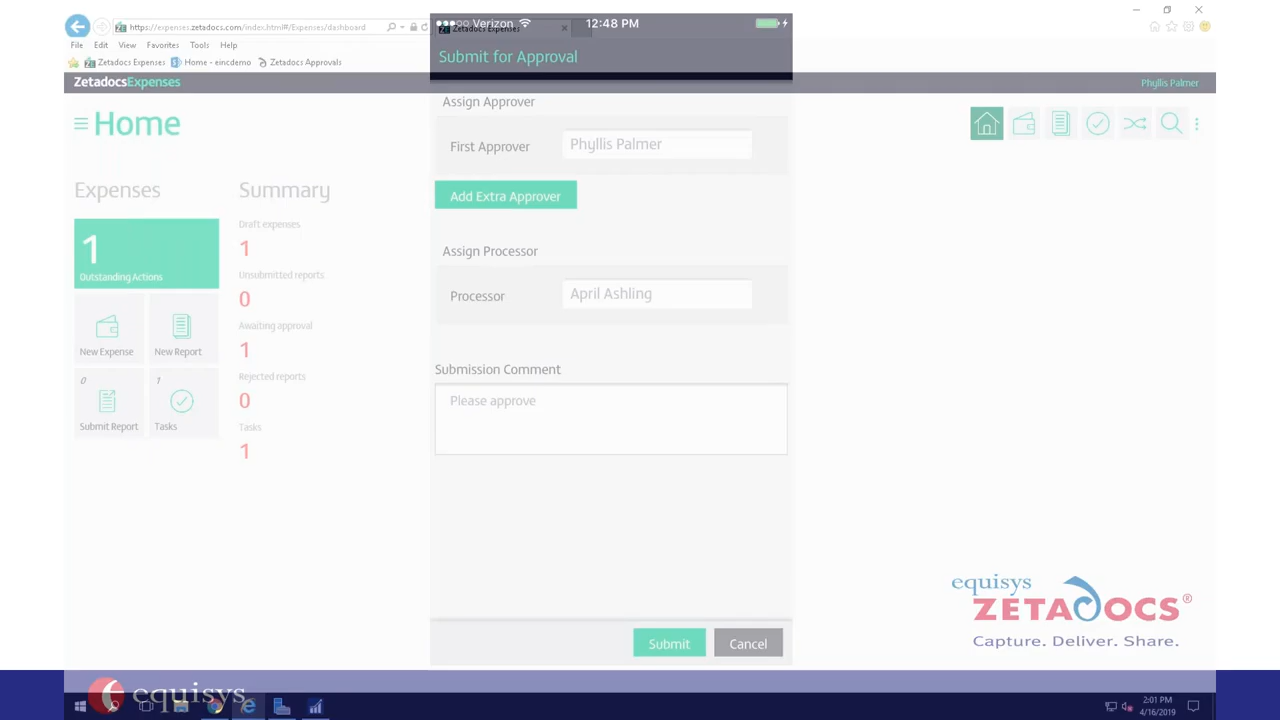 Verizon 12:48 PM
https://expenses.zetadocs.com/index.html#/Expenses/dashboard
Zetadocs Expenses
File Edit View Favorites Tools Help
Submit for Approval
Zetadocs Expenses Home - eincdemo Zetadocs Approvals
ZetadocsExpenses
Phyllis Palmer
Home
Assign Approver
First Approver Phyllis Palmer
Add Extra Approver
Expenses
Summary
1
Outstanding Actions
Draft expenses
1
Unsubmitted reports
0
Awaiting approval
1
Rejected reports
0
Tasks
1
New Expense
New Report
0
Submit Report
1
Tasks
Assign Processor
Processor April Ashling
Submission Comment
Please approve
Submit
Cancel
equisys
ZETADOCS®
Capture. Deliver. Share.
equisys
2:01 PM
4/16/2019